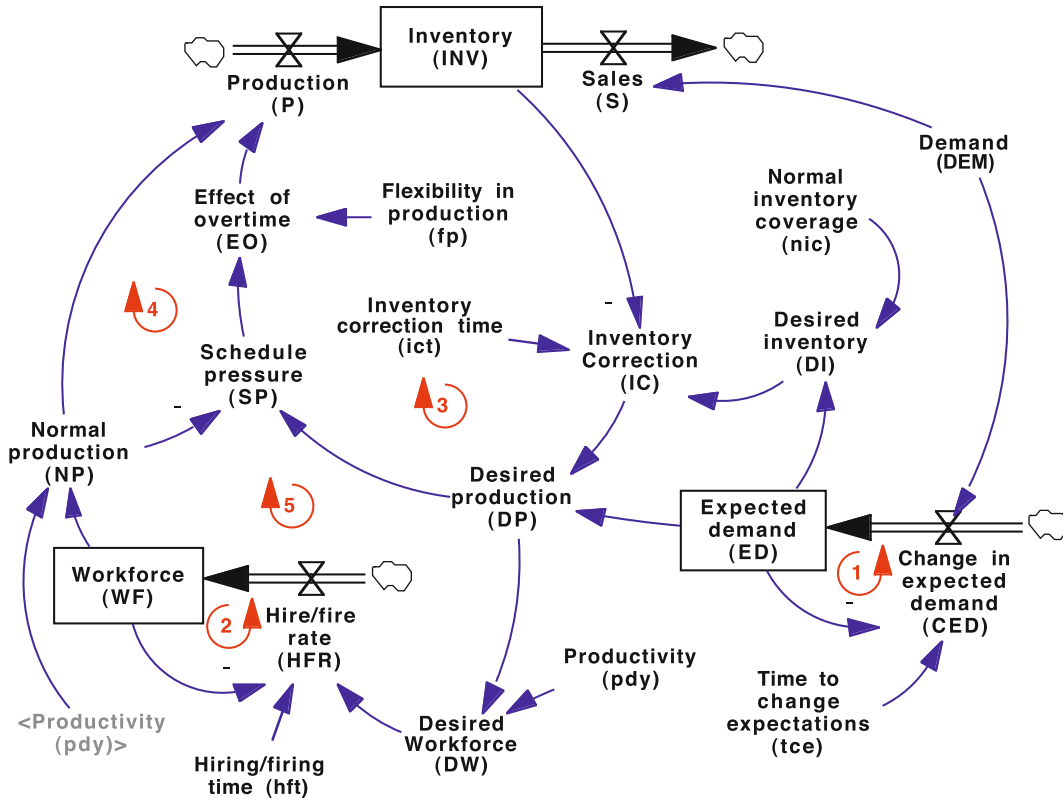 Inventory
(INV)
Production
(P)
Sales
(S)
Demand
(DEM)
Normal
inventory
coverage
(nic)
Effect of
overtime
(EO)
Flexibility in
production
(fp)
-
4
Inventory
correction time
(ict)
Inventory
Correction
(IC)
Desired
inventory
(DI)
Schedule
pressure
(SP)
3
-
Normal
production
(NP)
Desired
production
(DP)
5
Expected
demand
(ED)
1
Change in
expected
demand
(CED)
-
Workforce
(WF)
2
Hire/fire
rate
(HFR)
-
Productivity
(pdy)
Time to
change
expectations
(tce)
<Productivity
(pdy)>
Hiring/firing
time (hft)
Desired
Workforce
(DW)